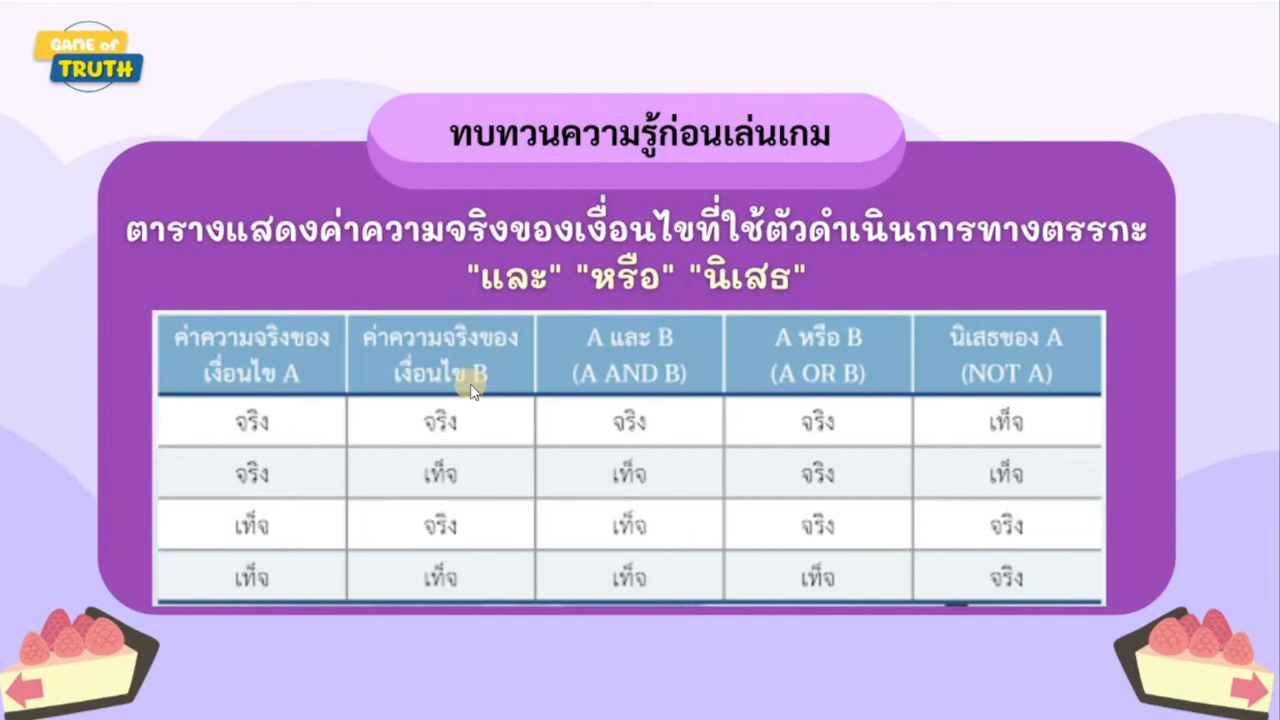 GAME of
TRUTH
ทบทวนความรู้ก่อนเล่นเกม
ตารางแสดงค่าความจริงของเงื่อนไขที่ใช้ตัวดำเนินการทางตรรกะ
"และ" "หรือ" "นิเสธ"
ค่าความจริงของ ค่าความจริงของ A และ B A หรือ B นิเสธของ A
เงื่อนไข A เงื่อนไข B (A AND B) (A OR B) (NOT A)
จริง จริง จริง จริง เท็จ
จริง เท็จ เท็จ จริง เท็จ
เท็จ จริง เท็จ จริง จริง
เท็จ เท็จ เท็จ เท็จ จริง